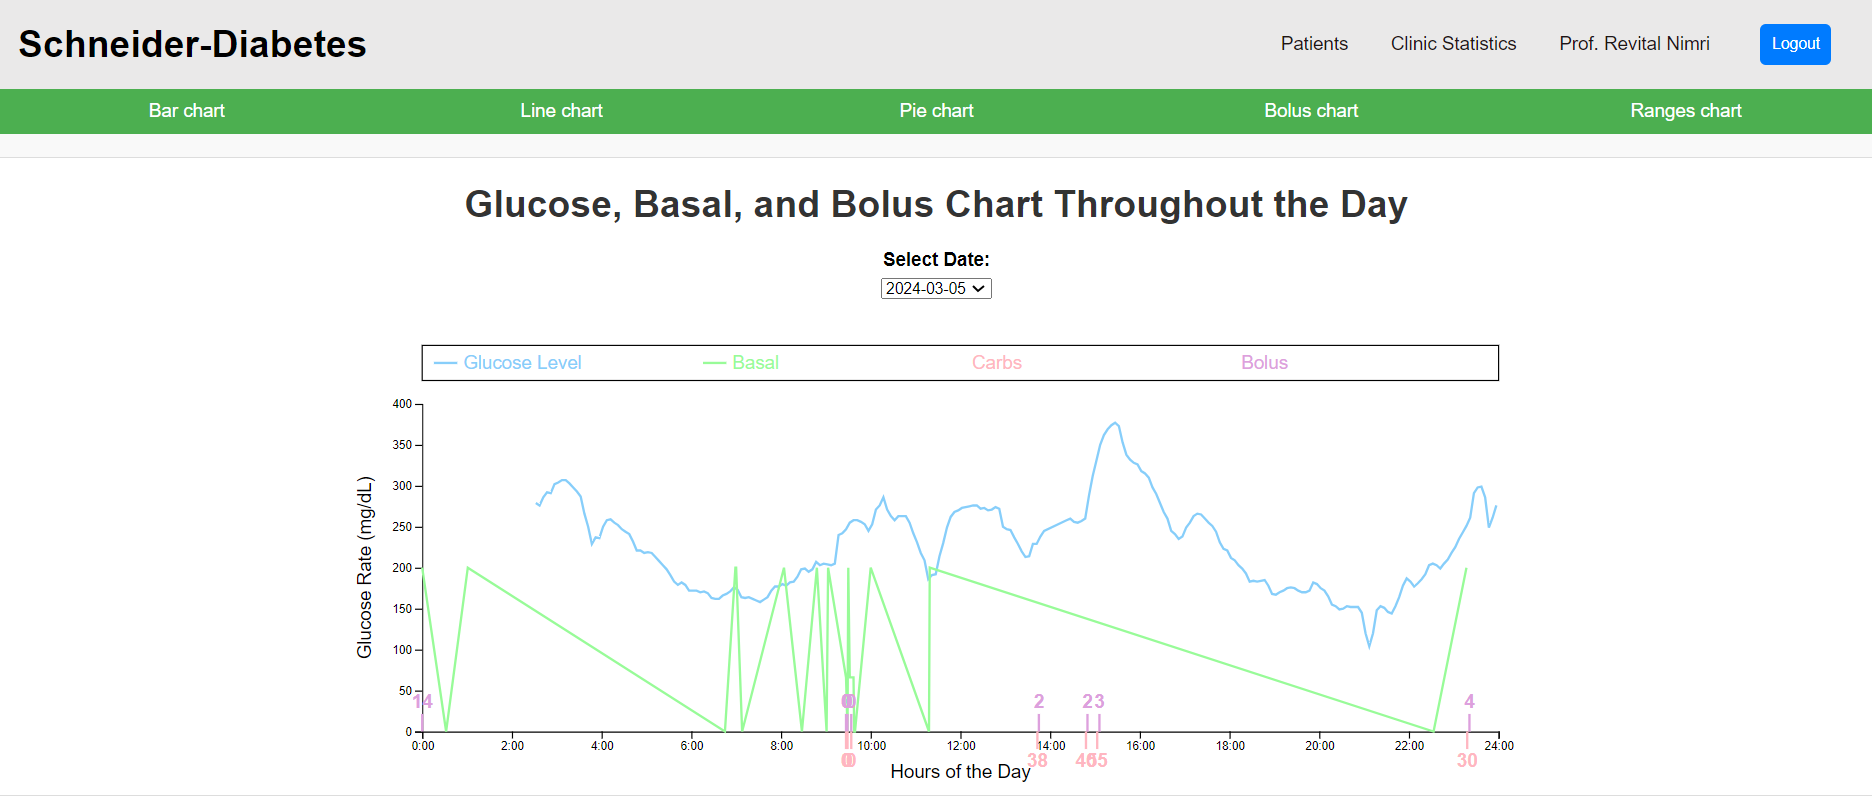 Schneider-Diabetes
Patients
Clinic Statistics
Prof. Revital Nimri
Logout
Bar chart
Line chart
Pie chart
Bolus chart
Ranges chart
Glucose, Basal, and Bolus Chart Throughout the Day
Select Date:
2024-03-05
Glucose Level
Basal
Carbs
Bolus
Glucose Rate (mg/dL)
400
350
300
250
200
150
100
50
0
14
2
2
3
4
0:00
2:00
4:00
6:00
8:00
10:00
12:00
14:00
16:00
18:00
20:00
22:00
24:00
38
30
Hours of the Day